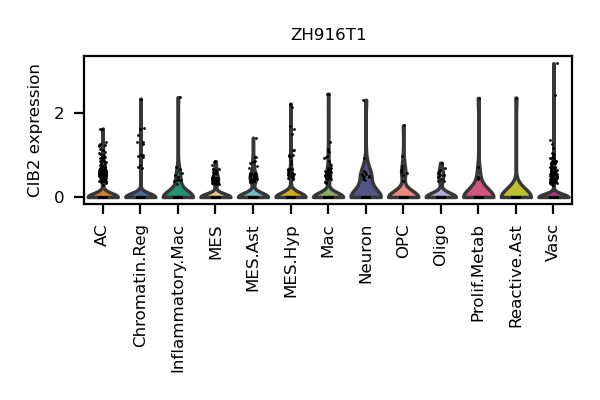 ZH916T1
CIB2 expression
2
0
AC
Chromatin.Reg
Inflammatory.Mac
MES
MES.Ast
MES.Hyp
Mac
Neuron
OPC
Oligo
Prolif.Metab
Reactive.Ast
Vasc